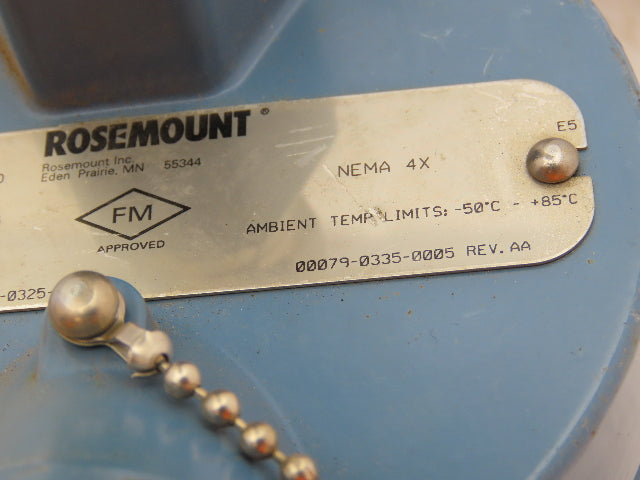 ROSEMOUNT®
Rosemount Inc.
Eden Prairie, MN 55344
E5
NEMA 4X
FM
APPROVED
AMBIENT TEMP LIMITS: -50°C - +85°C
00079-0335-0005 REV. AA
-0325-